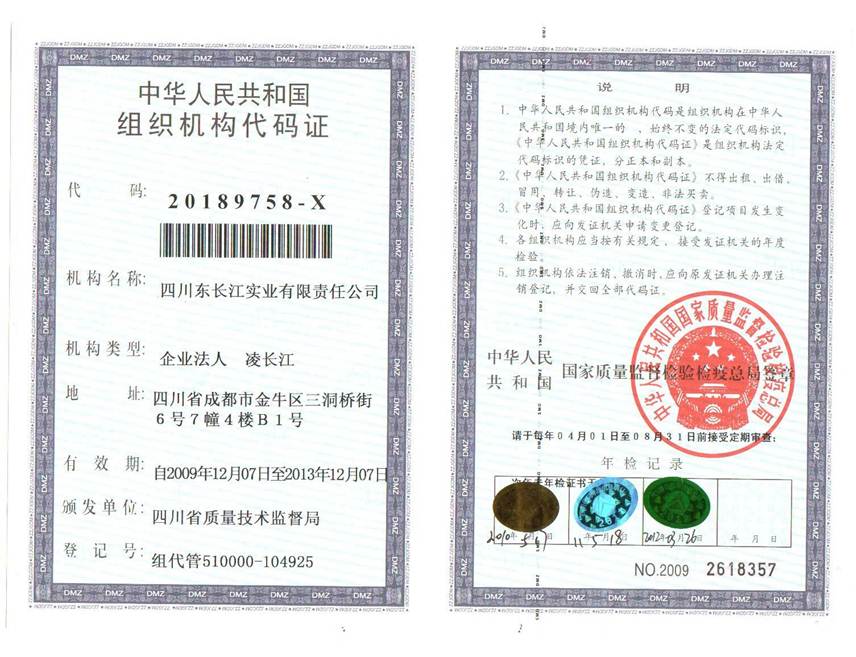 中华人民共和国
组织机构代码证
代 码: 20189758-X
机构名称: 四川东长江实业有限责任公司
机构类型: 企业法人 凌长江
地 址: 四川省成都市金牛区三洞桥街
6号7幢4楼B1号
有 效 期: 自2009年12月07日至2013年12月07日
颁发单位: 四川省质量技术监督局
登 记 号: 组代管510000-104925
说 明
1. 中华人民共和国组织机构代码是组织机构在中华人
民共和国境内唯一的 、始终不变的法定代码标识,
《中华人民共和国组织机构代码证》是组织机构法定
代码标识的凭证，分正本和副本。
2.《中华人民共和国组织机构代码证》不得出租、出借、
冒用、转让、伪造、变造、非法买卖。
3.《中华人民共和国组织机构代码证》登记项目发生变
化时，应向发证机关申请变更登记。
4. 各组织机构应当按有关规定，接受发证机关的年度
检验。
5. 组织机构依法注销、撤消时,应向原发证机关办理注
销登记，并交回全部代码证。
中华人民
共和国 国家质量监督检验检疫总局签章
中华人民共和国国家质量监督检验检疫总局
请于每年04月01日至08月31日前接受定期审查:
年检记录
年 月 日
NO.2009 2618357